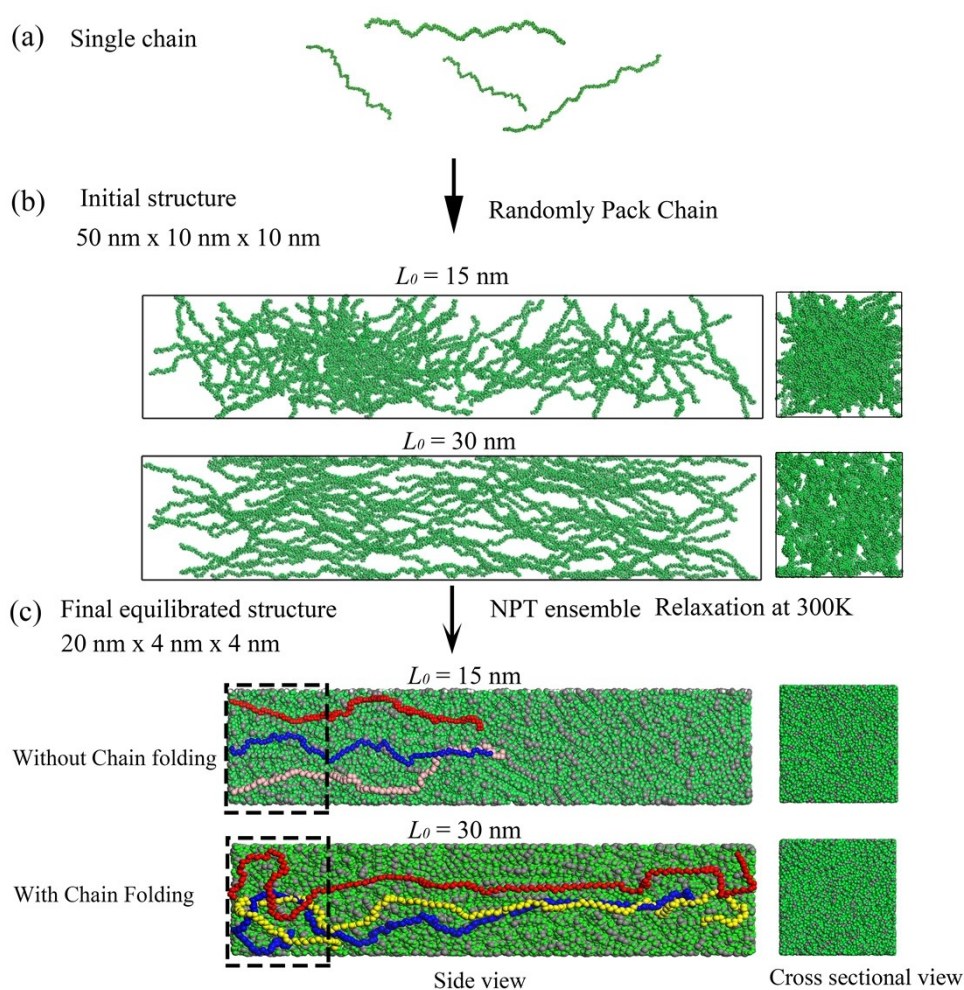 (a) Single chain
(b) Initial structure
50 nm x 10 nm x 10 nm
Randomly Pack Chain
L0 = 15 nm
L0 = 30 nm
(c) Final equilibrated structure
20 nm x 4 nm x 4 nm
NPT ensemble Relaxation at 300K
L0 = 15 nm
Without Chain folding
L0 = 30 nm
With Chain Folding
Side view
Cross sectional view